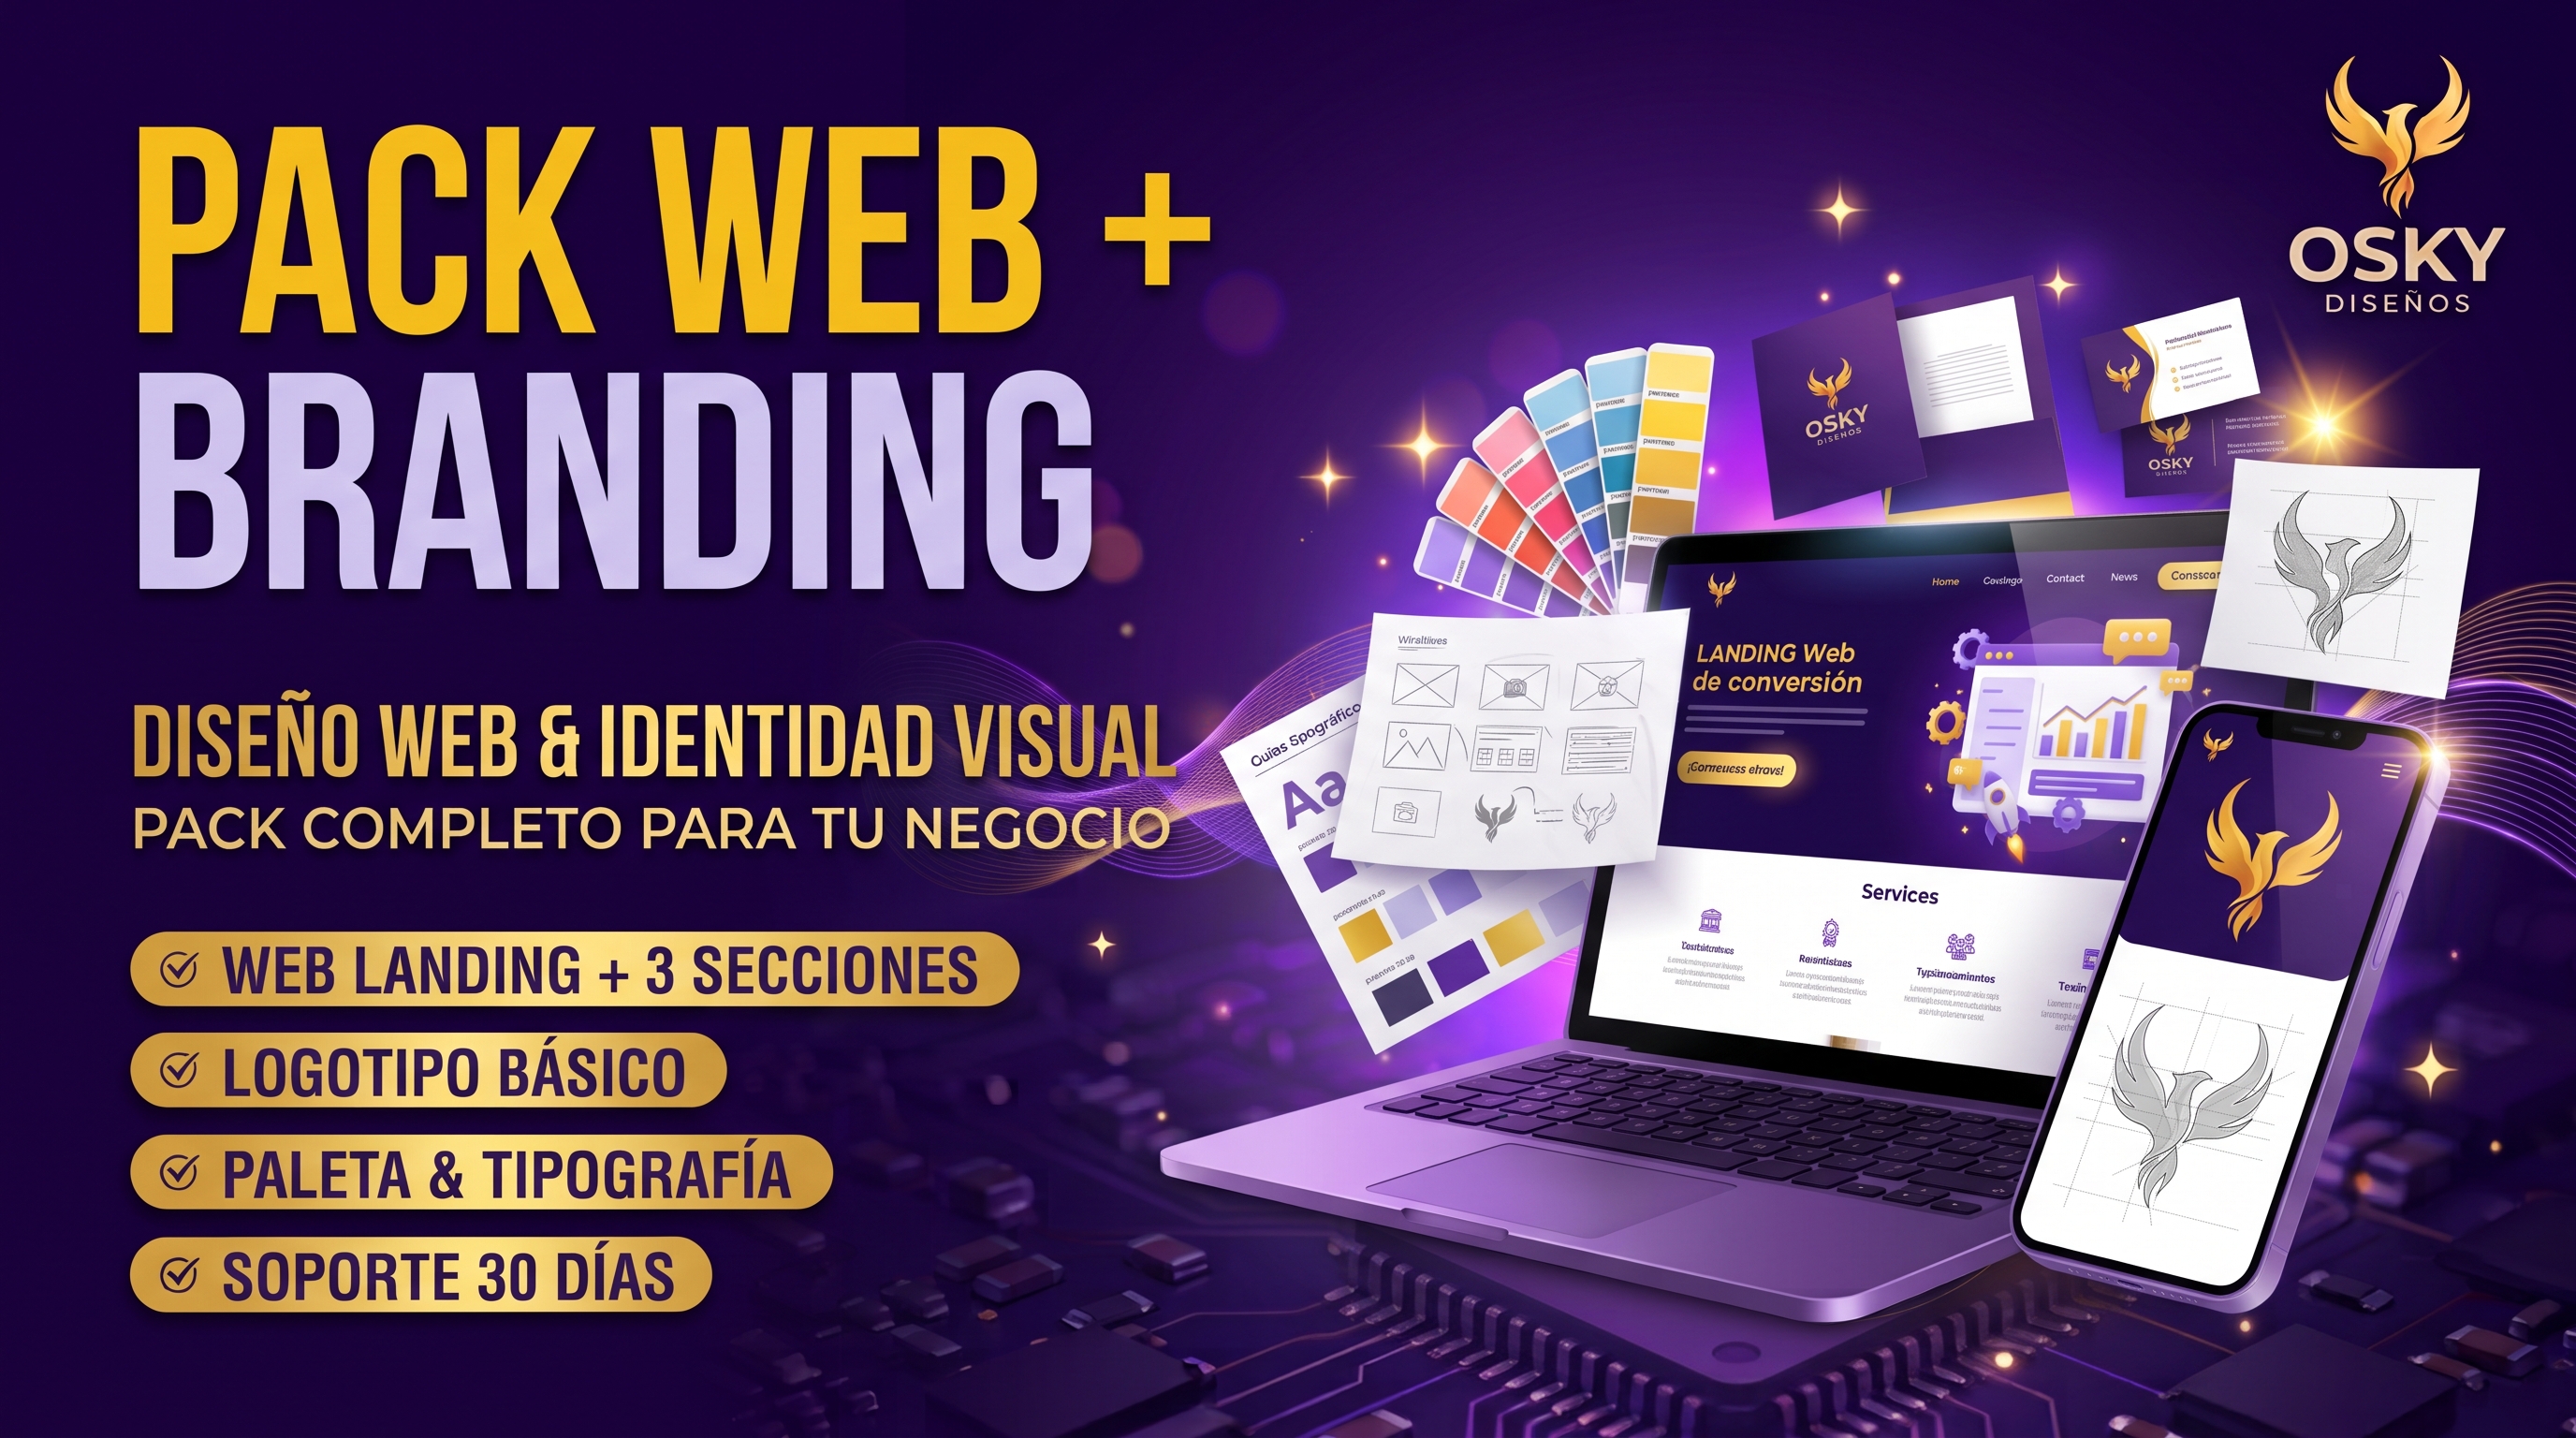 PACK WEB +
BRANDING
DISEÑO WEB & IDENTIDAD VISUAL
PACK COMPLETO PARA TU NEGOCIO
WEB LANDING + 3 SECCIONES
LOGOTIPO BÁSICO
PALETA & TIPOGRAFÍA
SOPORTE 30 DÍAS
OSKY
DISEÑOS
OSKY
DISEÑOS
OSKY
Home Contact News
LANDING Web
de conversión
Services
Aa